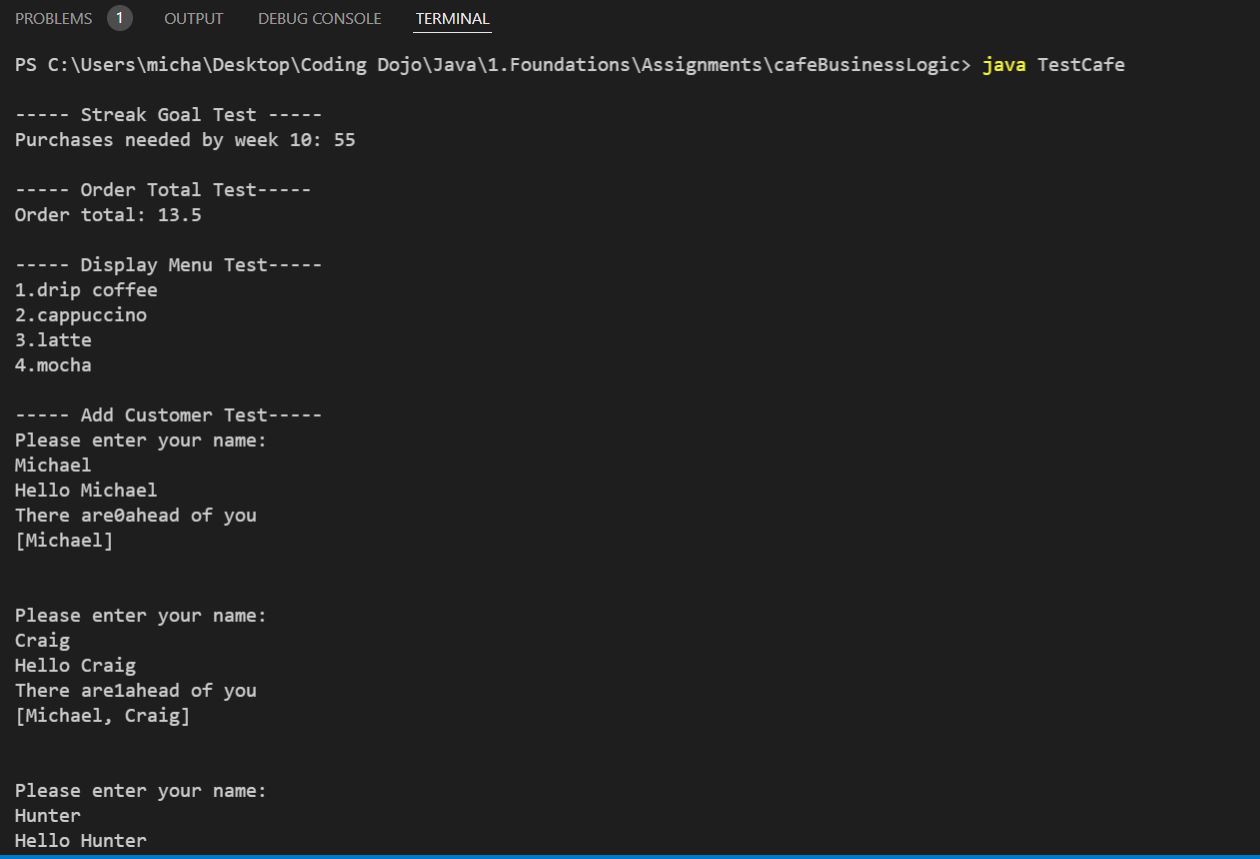 PROBLEMS 1 OUTPUT DEBUG CONSOLE TERMINAL
PS C:\Users\micha\Desktop\Coding Dojo\Java\1.Foundations\Assignments\cafeBusinessLogic> java TestCafe
----- Streak Goal Test -----
Purchases needed by week 10: 55
----- Order Total Test-----
Order total: 13.5
----- Display Menu Test-----
1.drip coffee
2.cappuccino
3.latte
4.mocha
----- Add Customer Test-----
Please enter your name:
Michael
Hello Michael
There are0ahead of you
[Michael]
Please enter your name:
Craig
Hello Craig
There are1ahead of you
[Michael, Craig]
Please enter your name:
Hunter
Hello Hunter